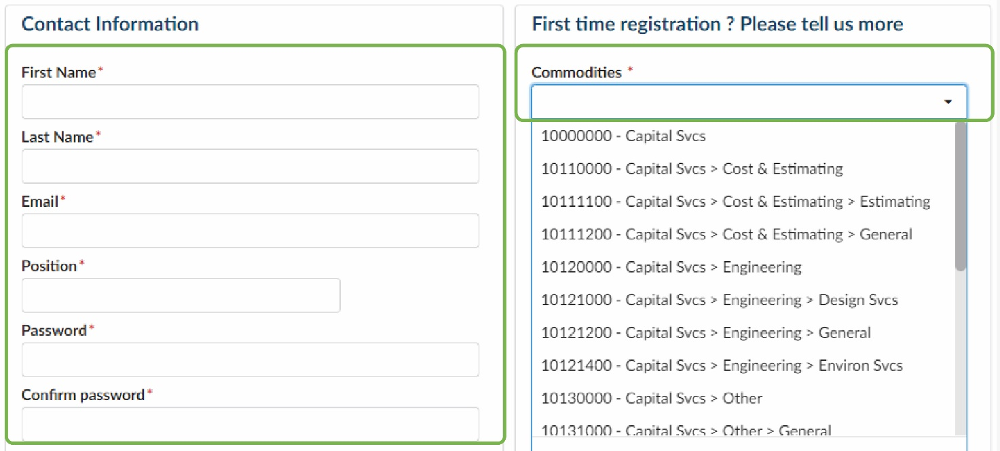 Contact Information
First Name*
Last Name*
Email*
Position*
Password*
Confirm password*
First time registration ? Please tell us more
Commodities *
10000000 - Capital Svcs
10110000 - Capital Svcs > Cost & Estimating
10111100 - Capital Svcs > Cost & Estimating > Estimating
10111200 - Capital Svcs > Cost & Estimating > General
10120000 - Capital Svcs > Engineering
10121000 - Capital Svcs > Engineering > Design Svcs
10121200 - Capital Svcs > Engineering > General
10121400 - Capital Svcs > Engineering > Environ Svcs
10130000 - Capital Svcs > Other
10131000 - Capital Svcs > Other > General